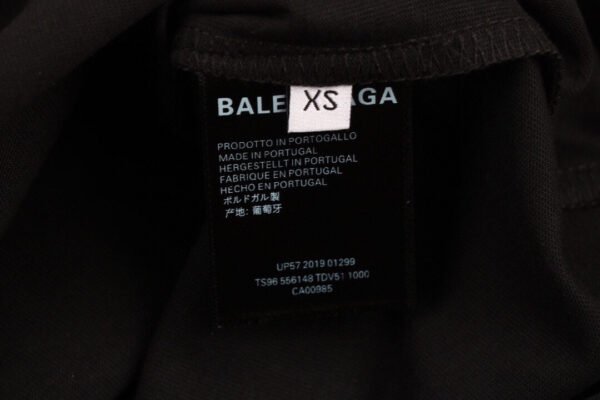 BALE AGA
XS
PRODOTTO IN PORTOGALLO
MADE IN PORTUGAL
HERGESTELLT IN PORTUGAL
FABRIQUE EN PORTUGAL
HECHO EN PORTUGAL
ポルトガル製
产地: 葡萄牙
UP57 2019 01299
TS96 556148 TDV51 1000
CA00985